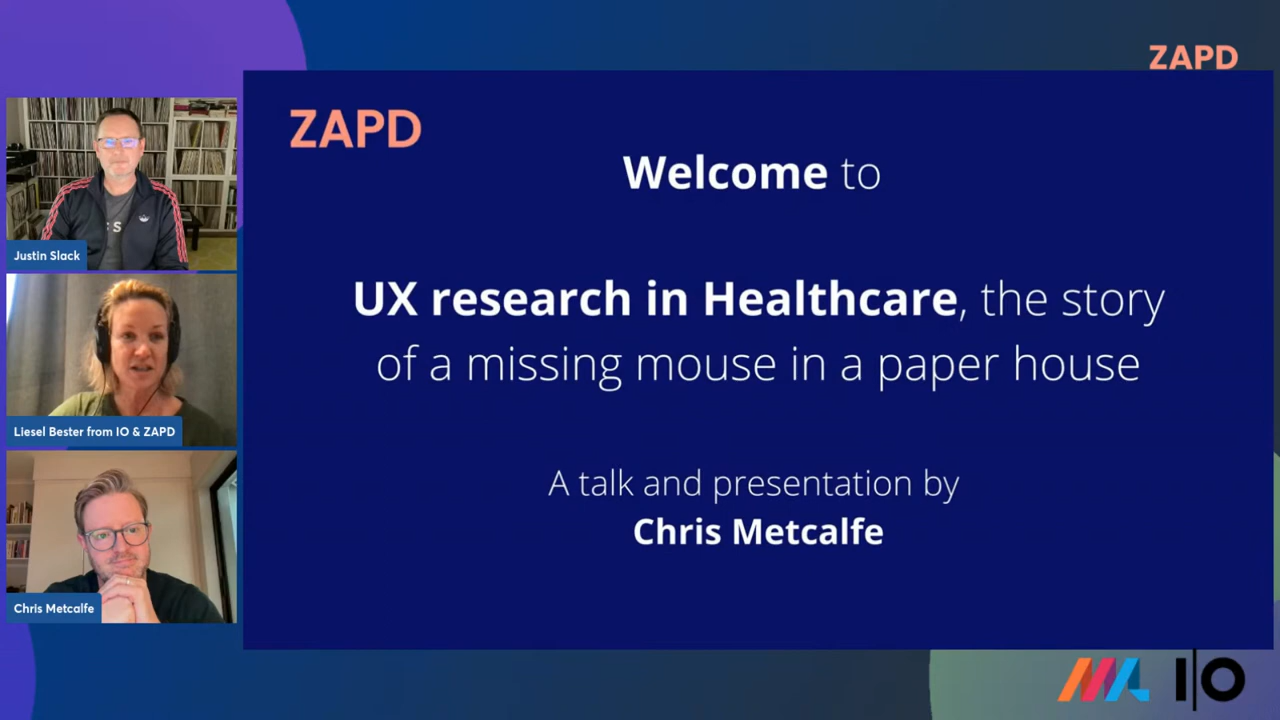 ZAPD
ZAPD
Welcome to
UX research in Healthcare, the story
of a missing mouse in a paper house
A talk and presentation by
Chris Metcalfe
Justin Slack
Liesel Bester from IO & ZAPD
Chris Metcalfe
I/O